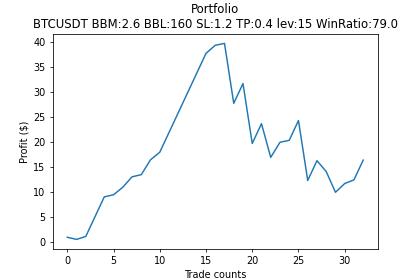 Portfolio
BTCUSDT BBM:2.6 BBL:160 SL:1.2 TP:0.4 lev:15 WinRatio:79.0
40
35
30
25
20
15
10
5
0
Profit ($)
0 5 10 15 20 25 30
Trade counts